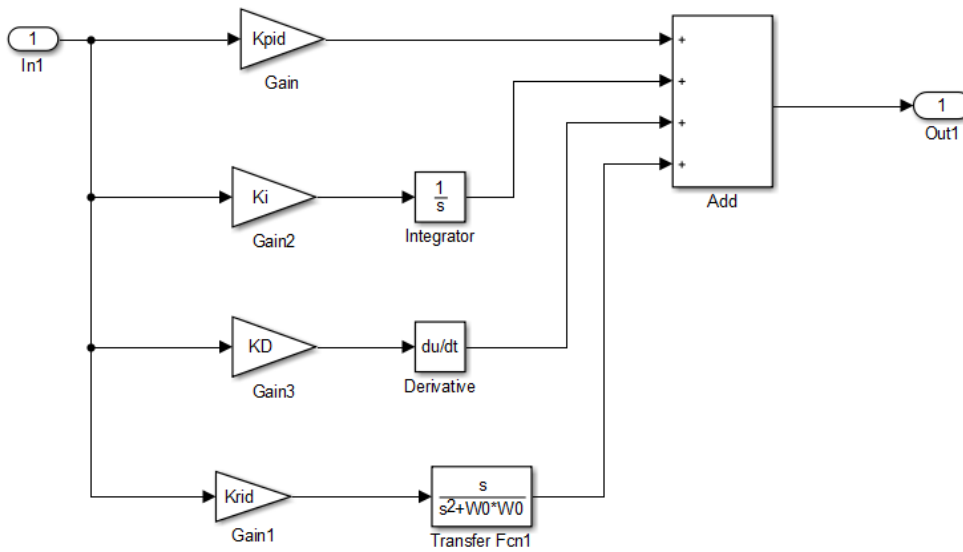 1
In1
Kpid
Gain
+
+
+
+
Add
1
Out1
Ki
Gain2
1
s
Integrator
KD
Gain3
du/dt
Derivative
Krid
Gain1
s
s2+W0*W0
Transfer Fcn1